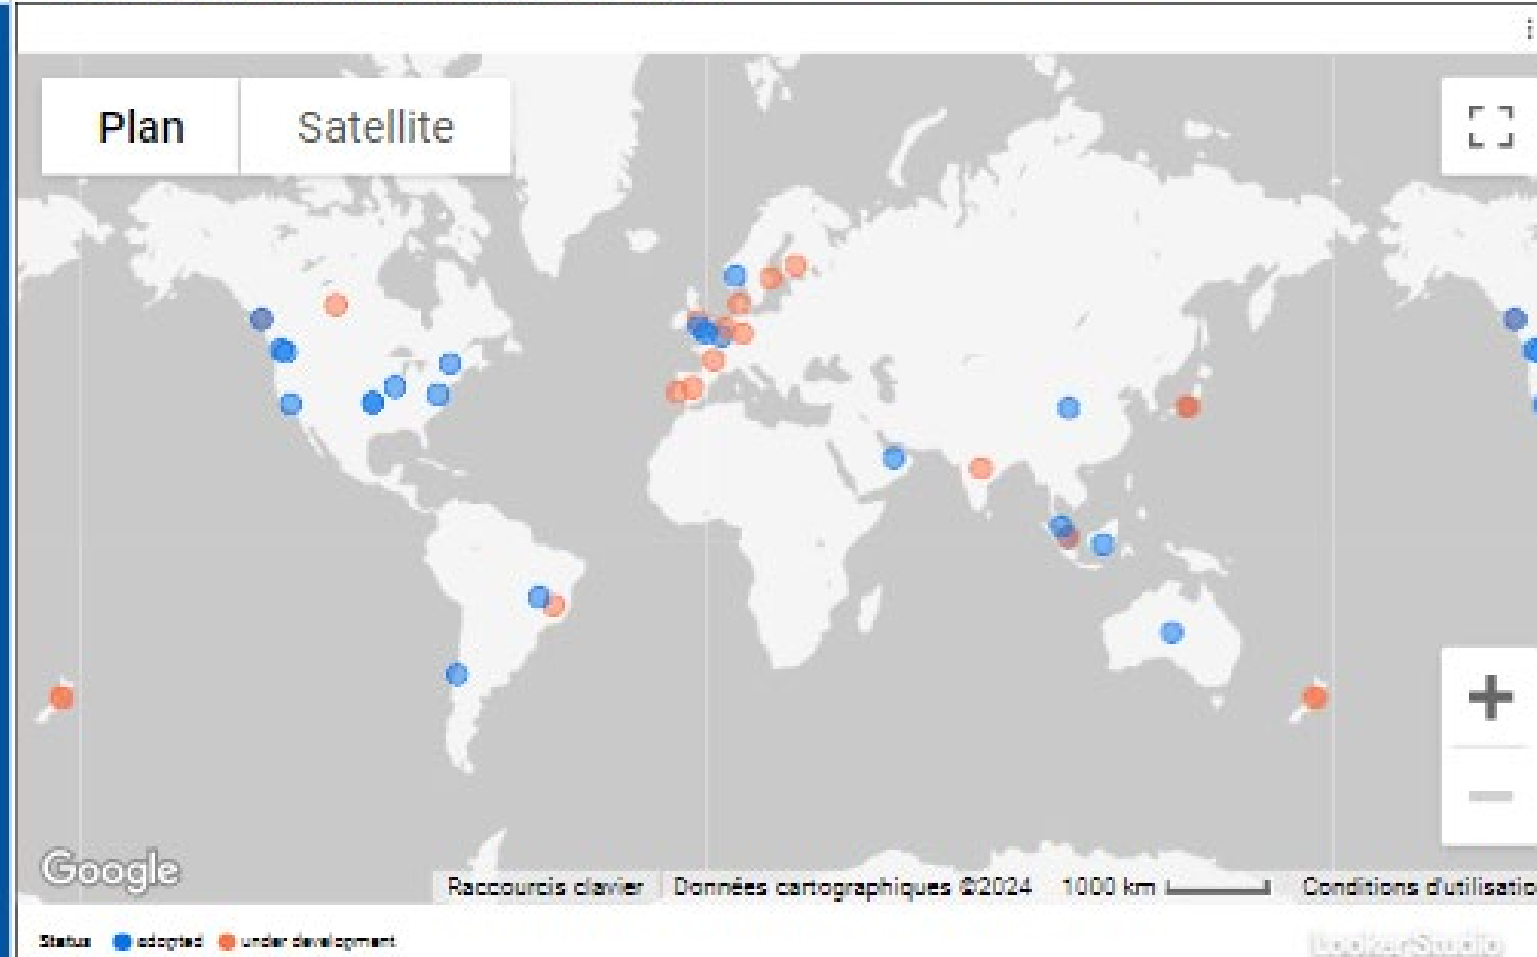 Plan
Satellite
Google
Raccourcis clavier
Données cartographiques ©2024
1000 km
Conditions d'utilisatio
Status
adopted
under development
Looker Studio